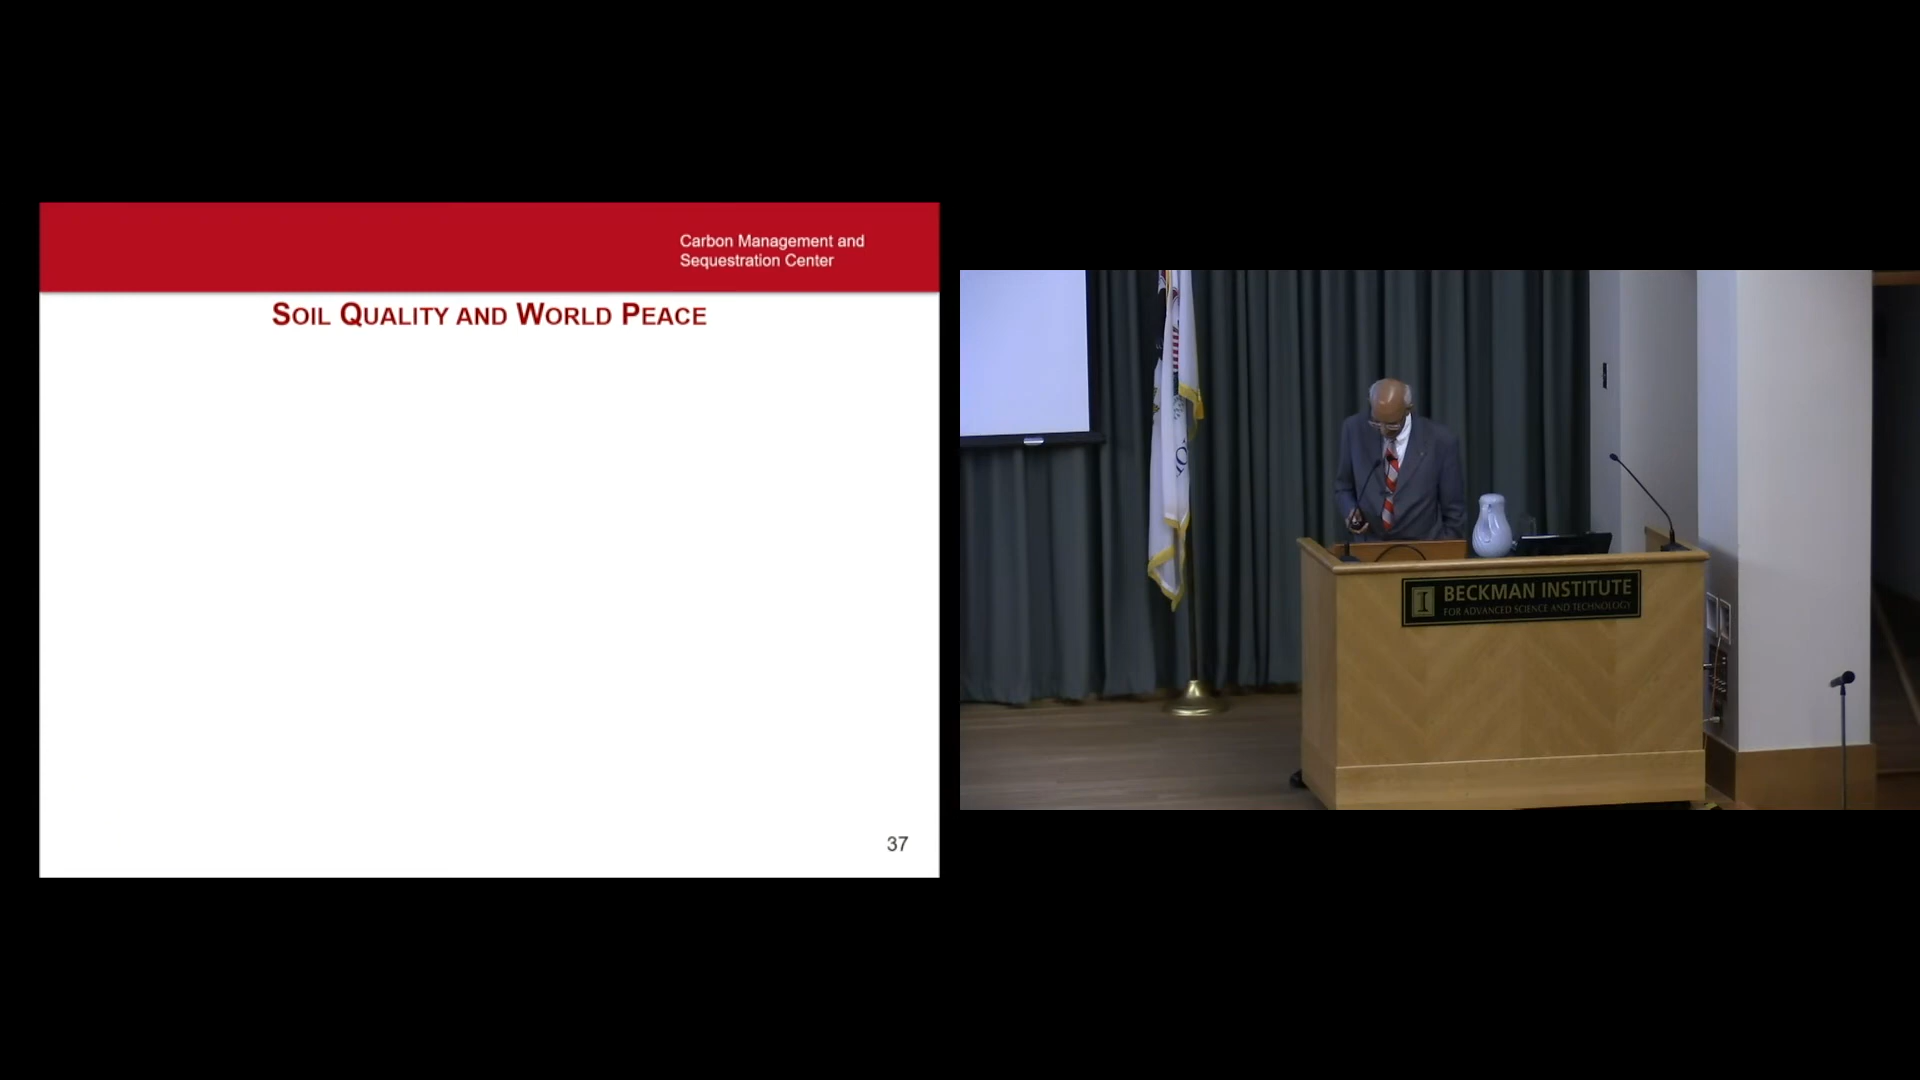 Carbon Management and
Sequestration Center
SOIL QUALITY AND WORLD PEACE
37
I BECKMAN INSTITUTE
FOR ADVANCED SCIENCE AND TECHNOLOGY